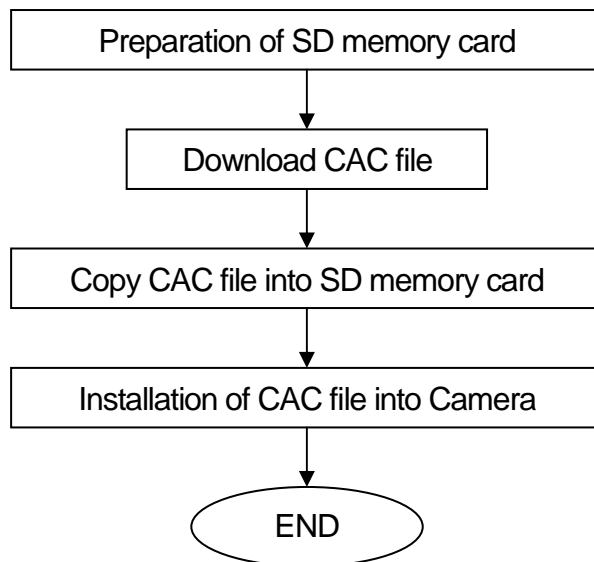 Preparation of SD memory card
Download CAC file
Copy CAC file into SD memory card
Installation of CAC file into Camera
END